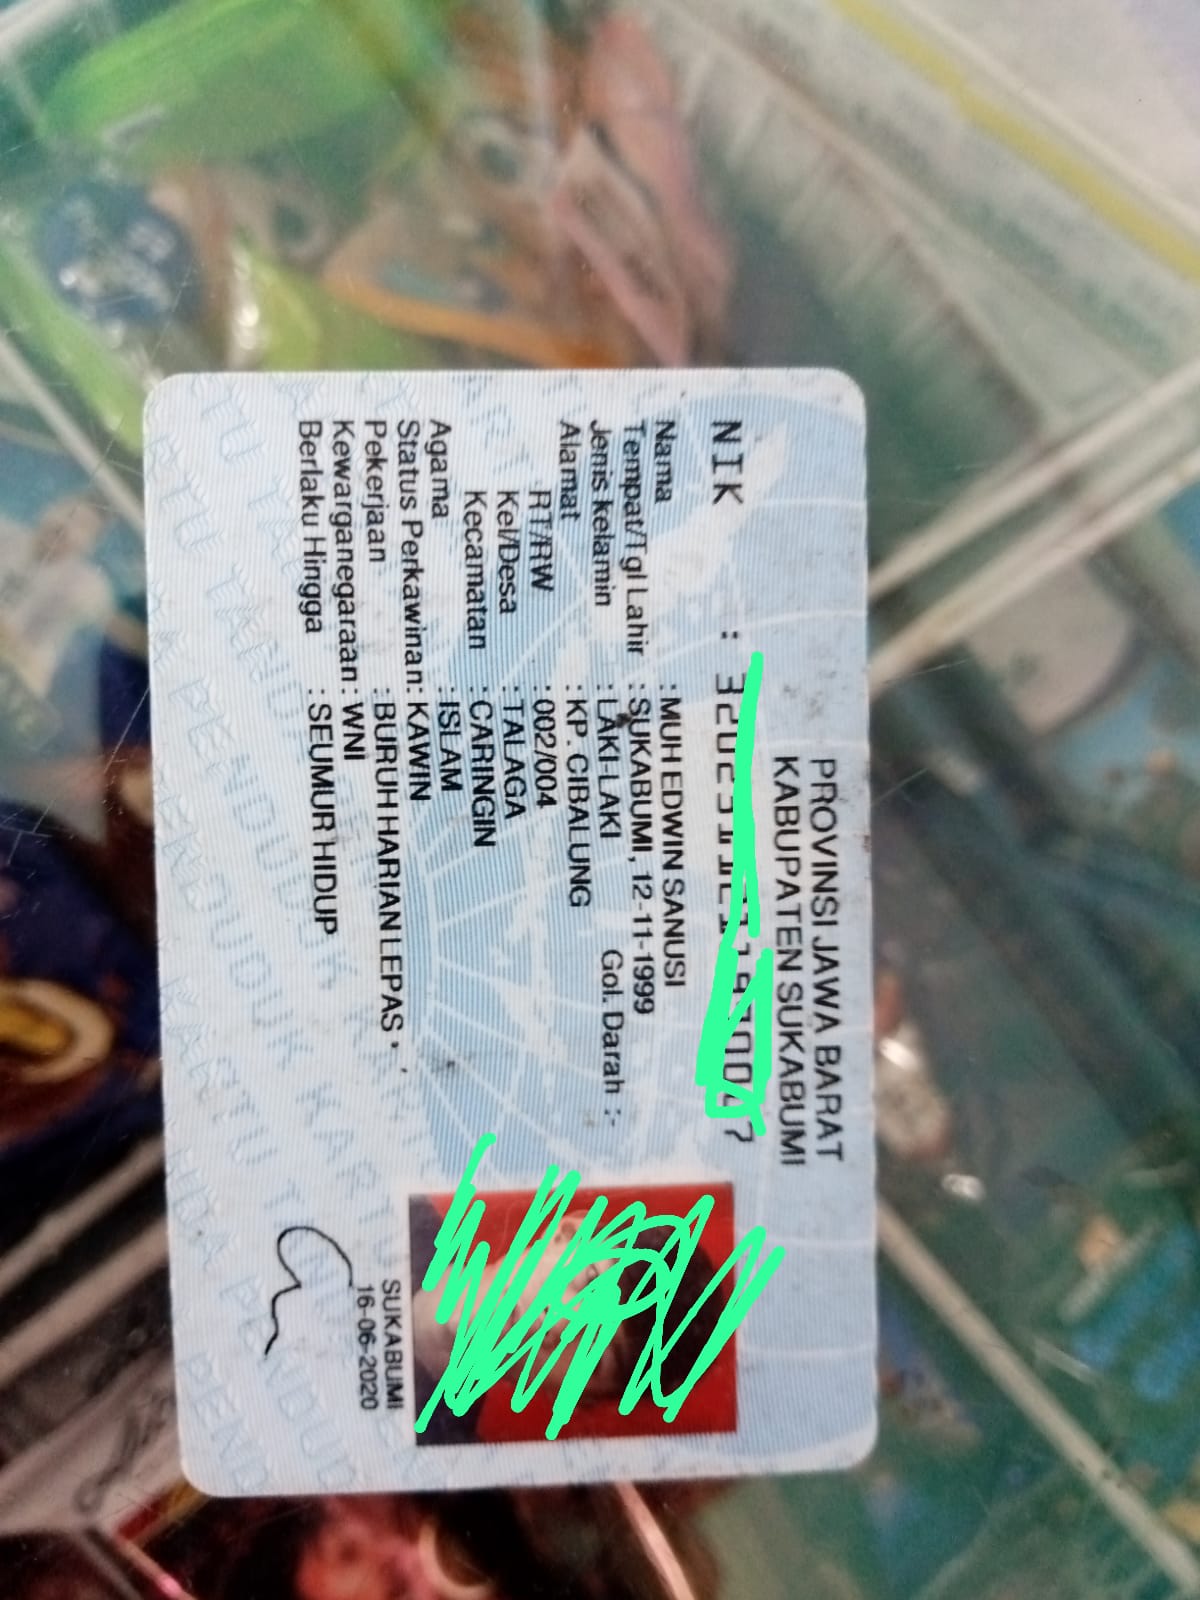 PROVINSI JAWA BARAT
KABUPATEN SUKABUMI
NIK :
Nama : MUH EDWIN SANUSI
Tempat/Tgl Lahir : SUKABUMI, 12-11-1999
Jenis kelamin : LAKI-LAKI Gol. Darah : -
Alamat : KP. CIBALUNG
RT/RW : 002/004
Kel/Desa : TALAGA
Kecamatan : CARINGIN
Agama : ISLAM
Status Perkawinan: KAWIN
Pekerjaan : BURUH HARIAN LEPAS
Kewarganegaraan: WNI
Berlaku Hingga : SEUMUR HIDUP
SUKABUMI
16-06-2020